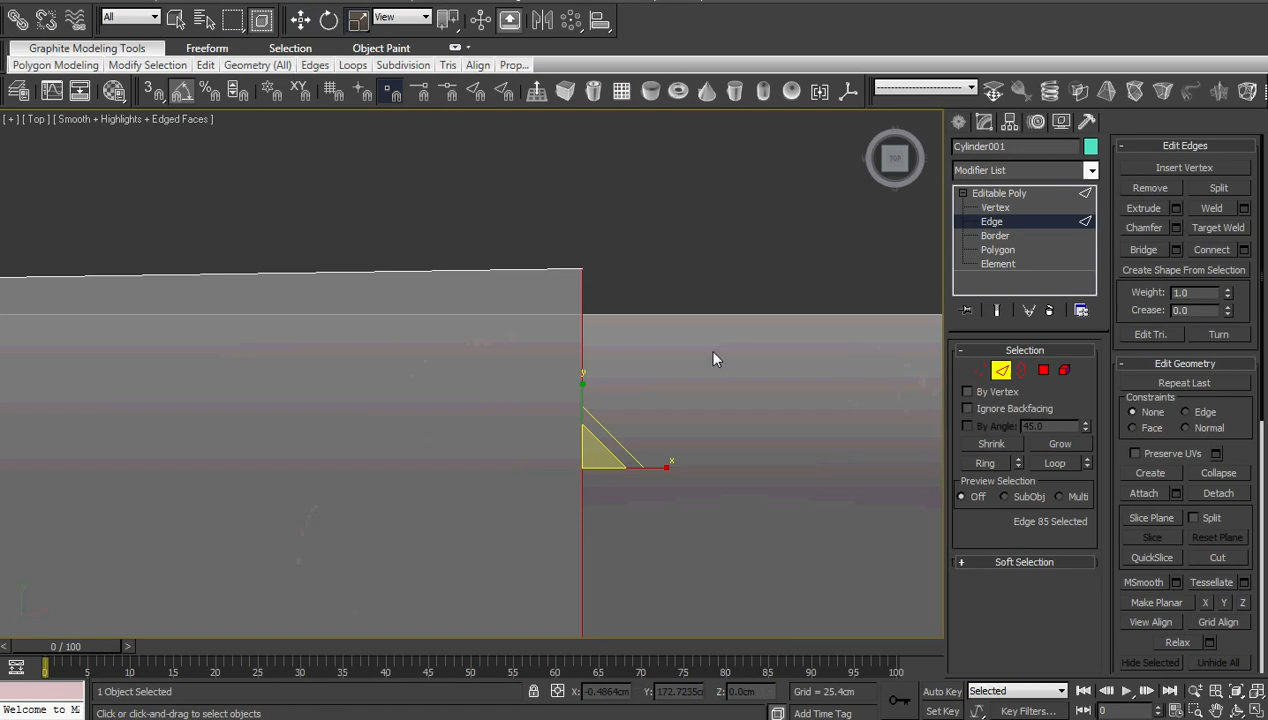 All
View
Graphite Modeling Tools Freeform Selection Object Paint
Polygon Modeling Modify Selection Edit Geometry (All) Edges Loops Subdivision Tris Align Prop...
3 % XY
[ + ] [ Top ] [ Smooth + Highlights + Edged Faces ]
TOP
y
x
Cylinder001
Modifier List
Editable Poly
Vertex
Edge
Border
Polygon
Element
Selection
By Vertex
Ignore Backfacing
By Angle: 45.0
Shrink Grow
Ring Loop
Preview Selection
Off SubObj Multi
Edge 85 Selected
Soft Selection
Edit Edges
Insert Vertex
Remove Split
Extrude Weld
Chamfer Target Weld
Bridge Connect
Create Shape From Selection
Weight: 1.0
Crease: 0.0
Edit Tri. Turn
Edit Geometry
Repeat Last
Constraints
None Edge
Face Normal
Preserve UVs
Create Collapse
Attach Detach
Slice Plane Split
Slice Reset Plane
QuickSlice Cut
MSmooth Tessellate
Make Planar X Y Z
View Align Grid Align
Relax
Hide Selected Unhide All
< 0 / 100 >
0 5 10 15 20 25 30 35 40 45 50 55 60 65 70 75 80 85 90 95 100
1 Object Selected X: -0.4864cm Y: 172.7235c Z: 0.0cm Grid = 25.4cm Auto Key Selected
Welcome to M Click or click-and-drag to select objects Add Time Tag Set Key Key Filters... 0